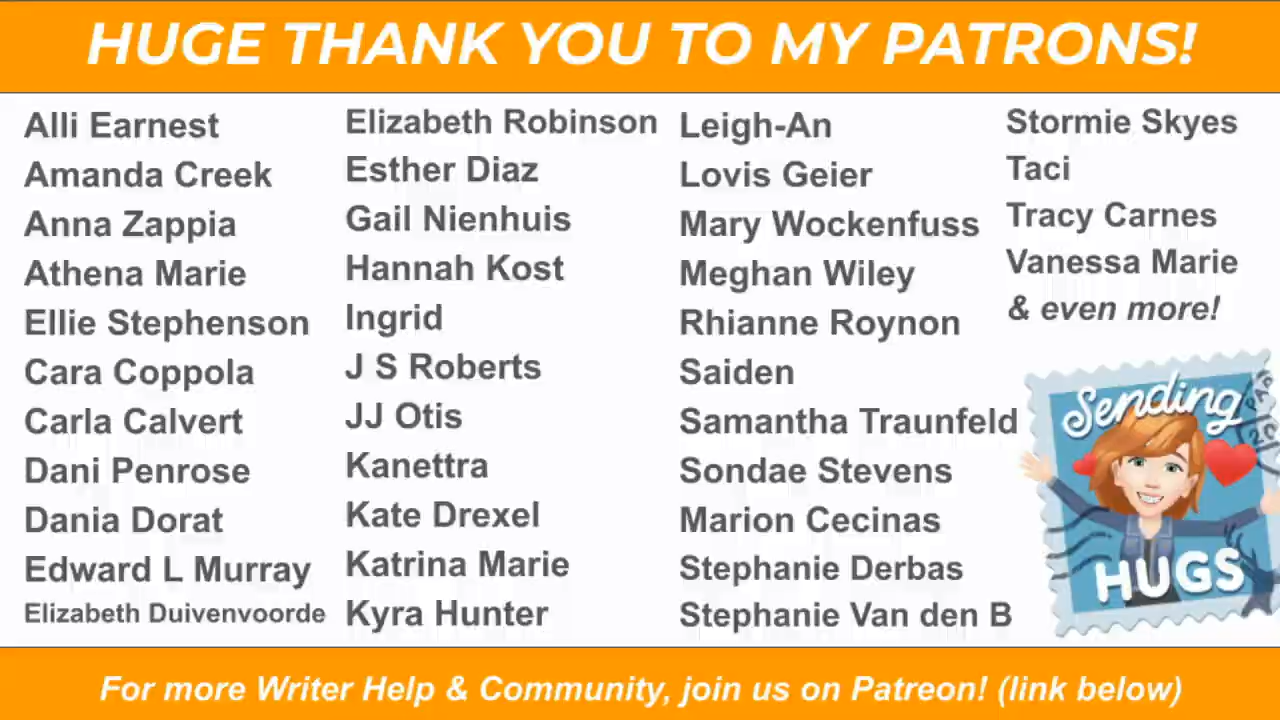 HUGE THANK YOU TO MY PATRONS!
Alli Earnest
Amanda Creek
Anna Zappia
Athena Marie
Ellie Stephenson
Cara Coppola
Carla Calvert
Dani Penrose
Dania Dorat
Edward L Murray
Elizabeth Duivenvoorde
Elizabeth Robinson
Esther Diaz
Gail Nienhuis
Hannah Kost
Ingrid
J S Roberts
JJ Otis
Kanettra
Kate Drexel
Katrina Marie
Kyra Hunter
Leigh-An
Lovis Geier
Mary Wockenfuss
Meghan Wiley
Rhianne Roynon
Saiden
Samantha Traunfeld
Sondae Stevens
Marion Cecinas
Stephanie Derbas
Stephanie Van den B
Stormie Skyes
Taci
Tracy Carnes
Vanessa Marie
& even more!
Sending
HUGS
For more Writer Help & Community, join us on Patreon! (link below)